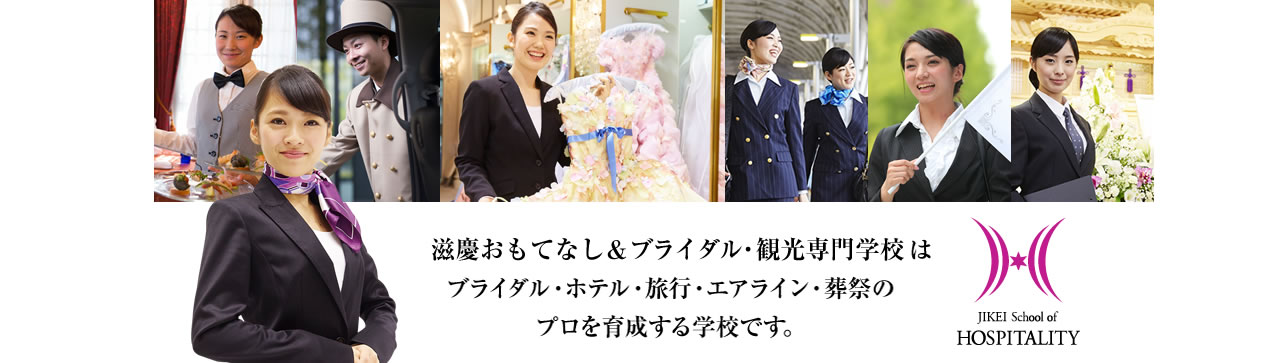 滋慶おもてなし&ブライダル・観光専門学校は
ブライダル・ホテル・旅行・エアライン・葬祭の
プロを育成する学校です。
JIKEI School of
HOSPITALITY